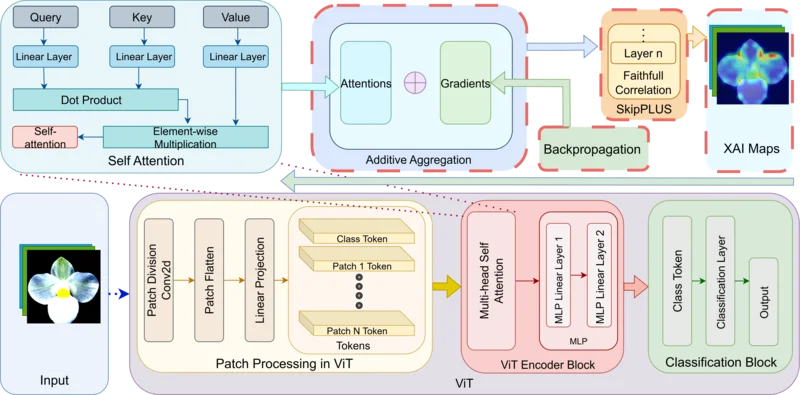 Query
Key
Value
Linear Layer
Linear Layer
Linear Layer
Dot Product
Self-
attention
Element-wise
Multiplication
Self Attention
Attentions
Gradients
Additive Aggregation
Backpropagation
Layer n
Faithfull
Correlation
SkipPLUS
XAI Maps
Input
Patch Division
Conv2d
Patch Flatten
Linear Projection
Class Token
Patch 1 Token
Patch N Token
Tokens
Patch Processing in ViT
Multi-head Self
Attention
MLP Linear Layer 1
MLP Linear Layer 2
MLP
ViT Encoder Block
Class Token
Classification Layer
Output
Classification Block
ViT